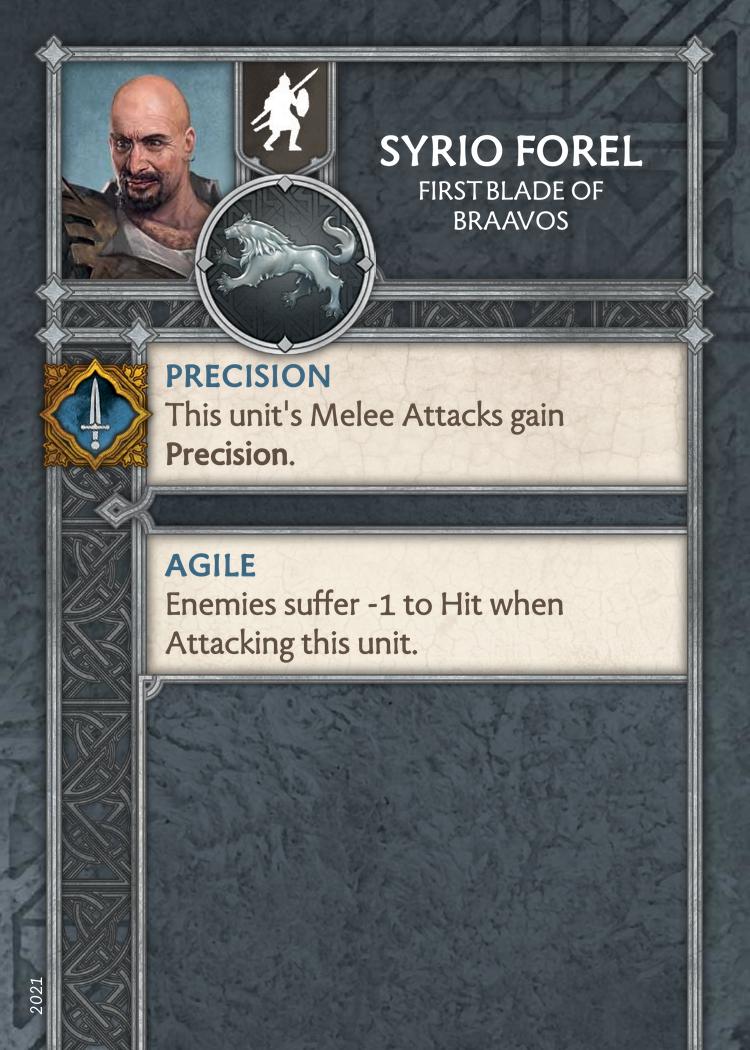 SYRIO FOREL
FIRST BLADE OF
BRAAVOS
PRECISION
This unit's Melee Attacks gain
Precision.
AGILE
Enemies suffer -1 to Hit when
Attacking this unit.
2021